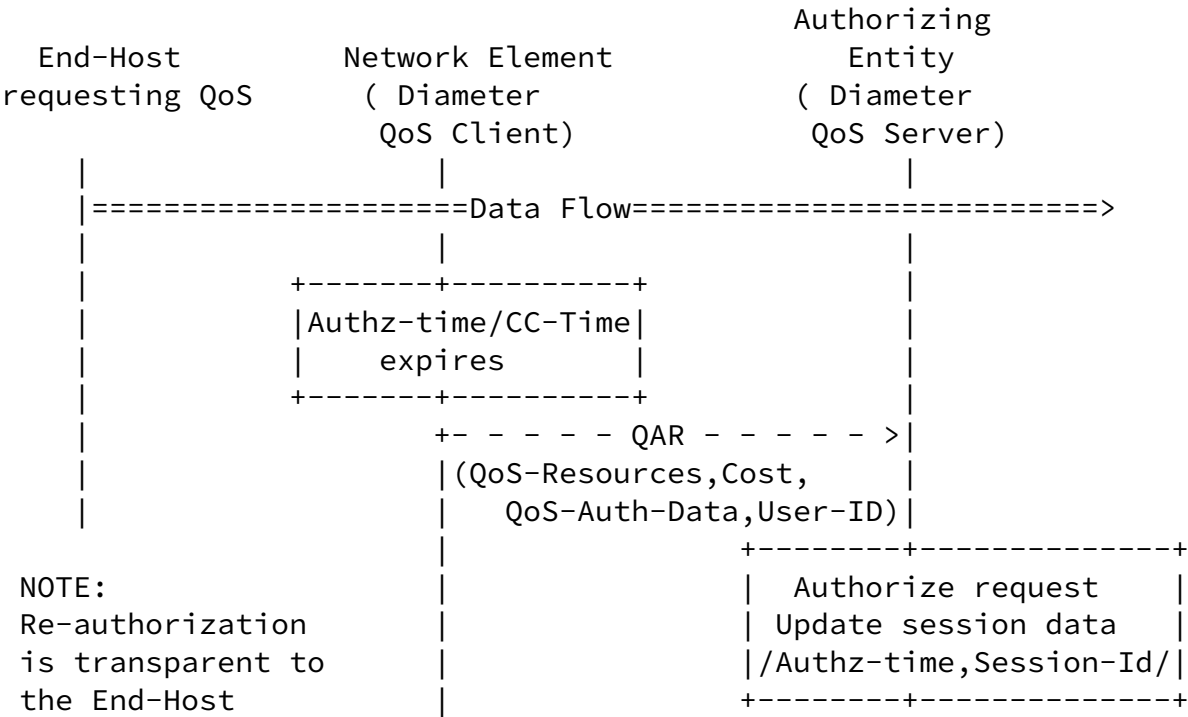 Authorizing
  End-Host         Network Element             Entity
requesting QoS      ( Diameter              ( Diameter
                     QoS Client)             QoS Server)
    |                   |                         |
    |=====================Data Flow==========================>
    |                   |                         |
    |           +-------+----------+              |
    |           |Authz-time/CC-Time|              |
    |           |    expires       |              |
    |           +-------+----------+              |
    |                   +- - - - - QAR - - - - - >|
    |                   |(QoS-Resources,Cost,     |
    |                   |   QoS-Auth-Data,User-ID)|
                        |                +--------+--------------+
 NOTE:                  |                |  Authorize request    |
 Re-authorization       |                | Update session data   |
 is transparent to      |                |/Authz-time,Session-Id/|
 the End-Host           |                +--------+--------------+